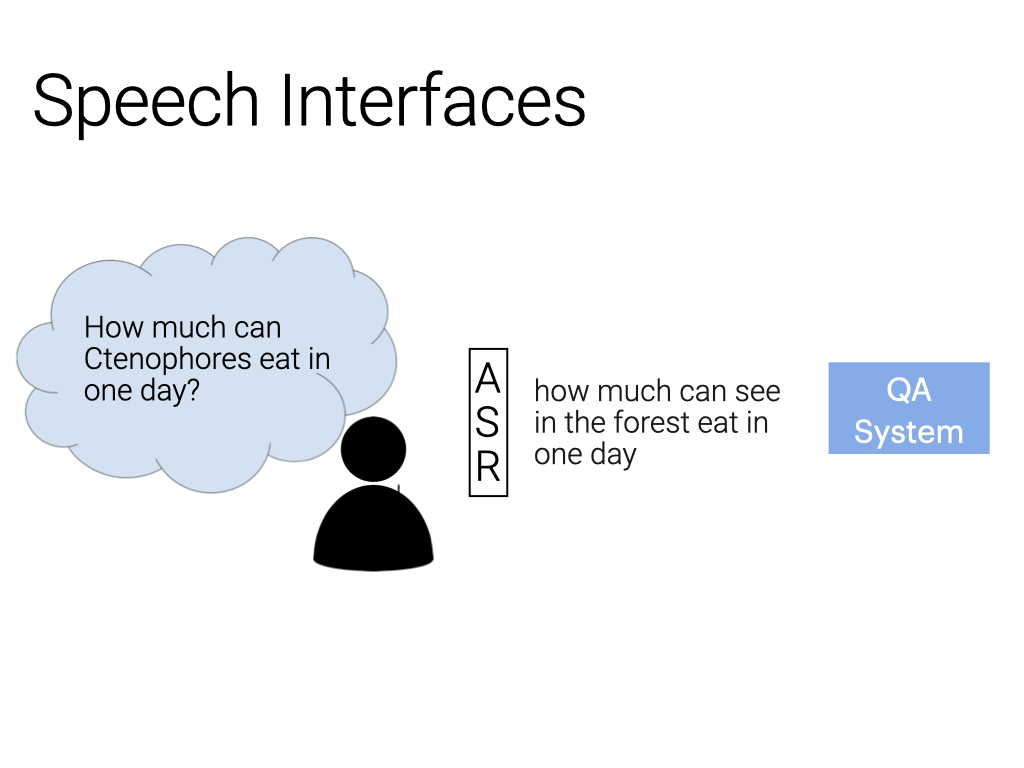 Speech Interfaces
How much can
Ctenophores eat in
one day?
A
S
R
how much can see
in the forest eat in
one day
QA
System